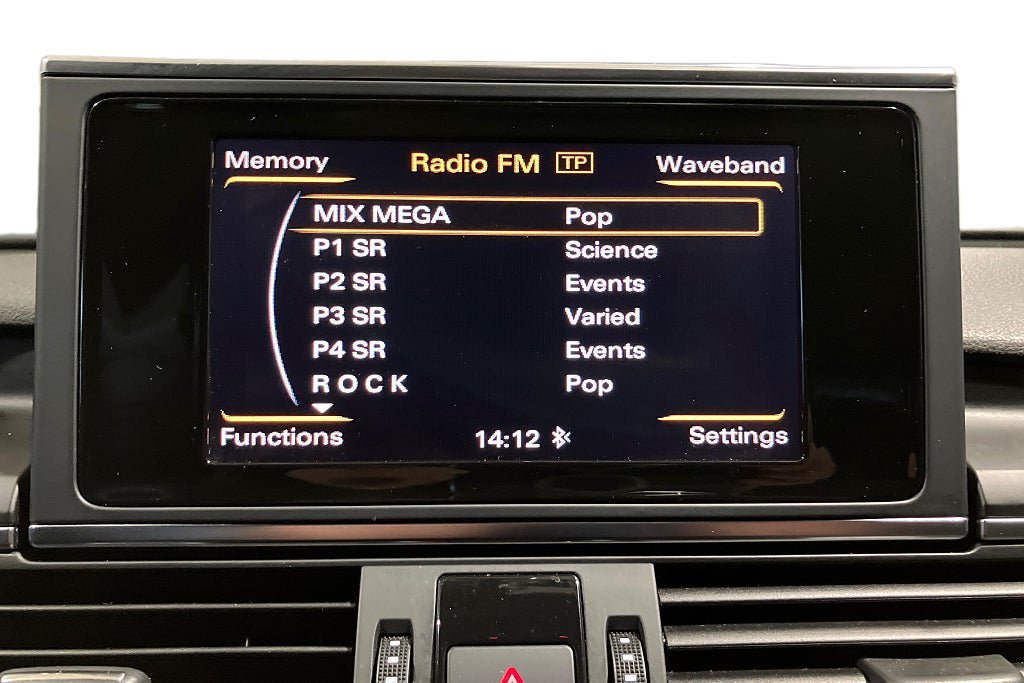 Memory Radio FM TP Waveband
MIX MEGA Pop
P1 SR Science
P2 SR Events
P3 SR Varied
P4 SR Events
R O C K Pop
Functions 14:12 Settings